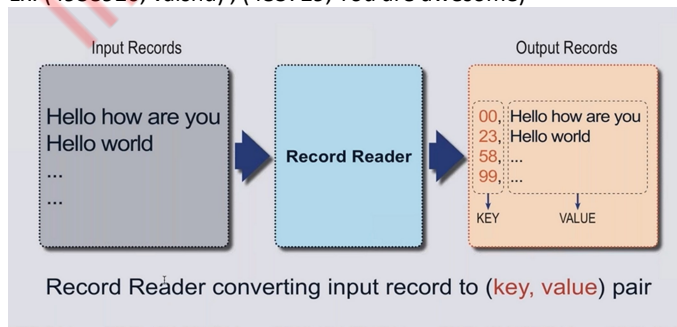 Input Records
Output Records
Hello how are you
Hello world
...
...
Record Reader
00, Hello how are you
23, Hello world
58, ...
99, ...
KEY
VALUE
Record Reader converting input record to (key, value) pair